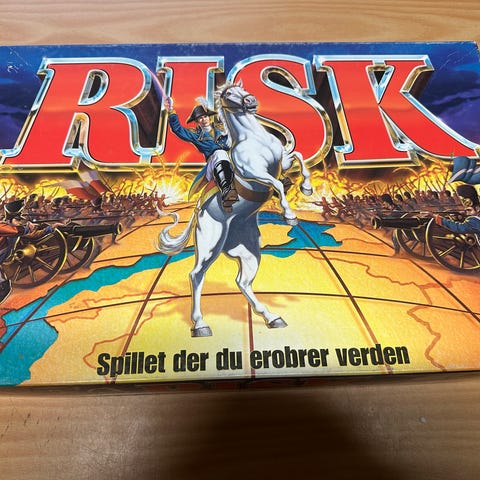 RISK
Spillet der du erobrer verden